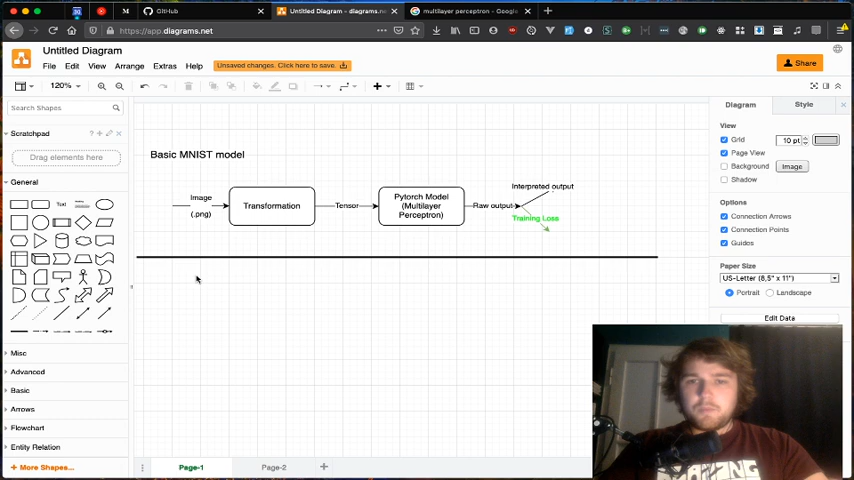 GitHub
Untitled Diagram - diagrams.net
multilayer perceptron - Google
https://app.diagrams.net
Untitled Diagram
File Edit View Arrange Extras Help
Unsaved changes. Click here to save.
Share
120%
Search Shapes
Scratchpad
Drag elements here
General
Text
Misc
Advanced
Basic
Arrows
Flowchart
Entity Relation
+ More Shapes...
Basic MNIST model
Image
(.png)
Transformation
Tensor
Pytorch Model
(Multilayer
Perceptron)
Raw output
Interpreted output
Training Loss
Page-1
Page-2
Diagram
Style
View
Grid
10 pt
Page View
Background
Image
Shadow
Options
Connection Arrows
Connection Points
Guides
Paper Size
US-Letter (8,5" x 11")
Portrait
Landscape
Edit Data